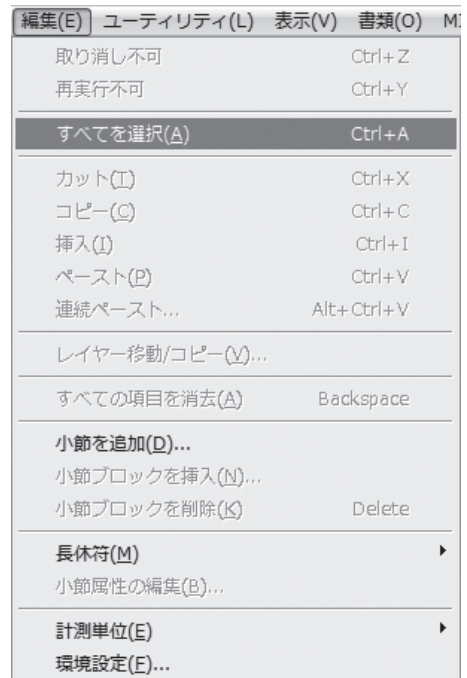 編集(E) ユーティリティ(L) 表示(V) 書類(O)
取り消し不可 Ctrl+Z
再実行不可 Ctrl+Y
すべてを選択(A) Ctrl+A
カット(T) Ctrl+X
コピー(C) Ctrl+C
挿入(I) Ctrl+I
ペースト(P) Ctrl+V
連続ペースト... Alt+Ctrl+V
レイヤー移動/コピー(V)...
すべての項目を消去(A) Backspace
小節を追加(D)...
小節ブロックを挿入(N)...
小節ブロックを削除(K) Delete
長休符(M)
小節属性の編集(B)...
計測単位(E)
環境設定(F)...